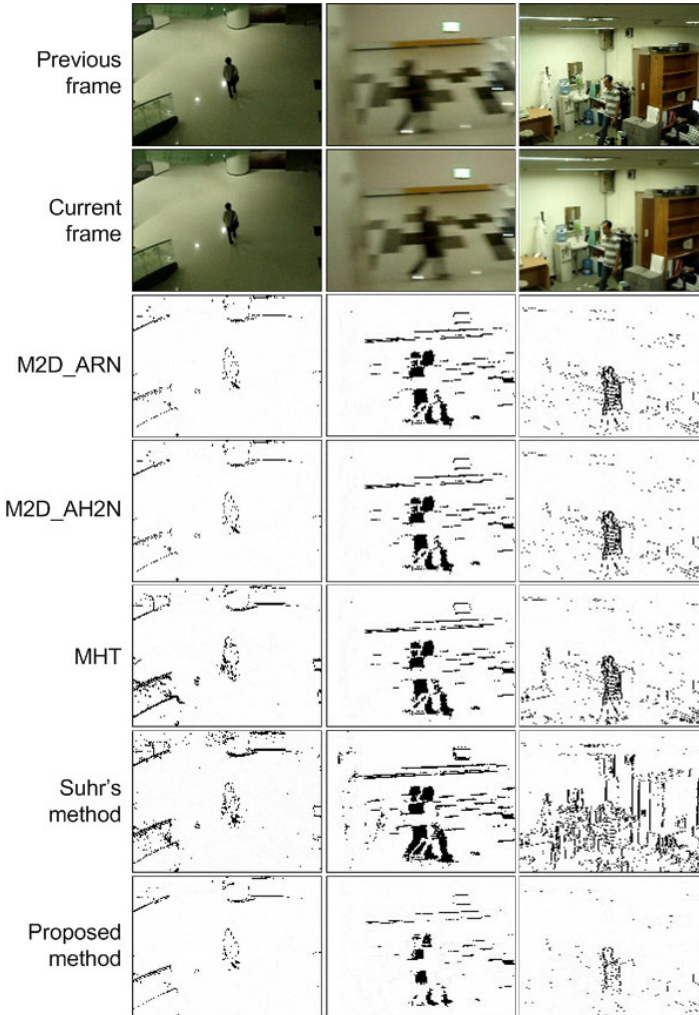 Previous
frame
Current
frame
M2D_ARN
M2D_AH2N
MHT
Suhr's
method
Proposed
method